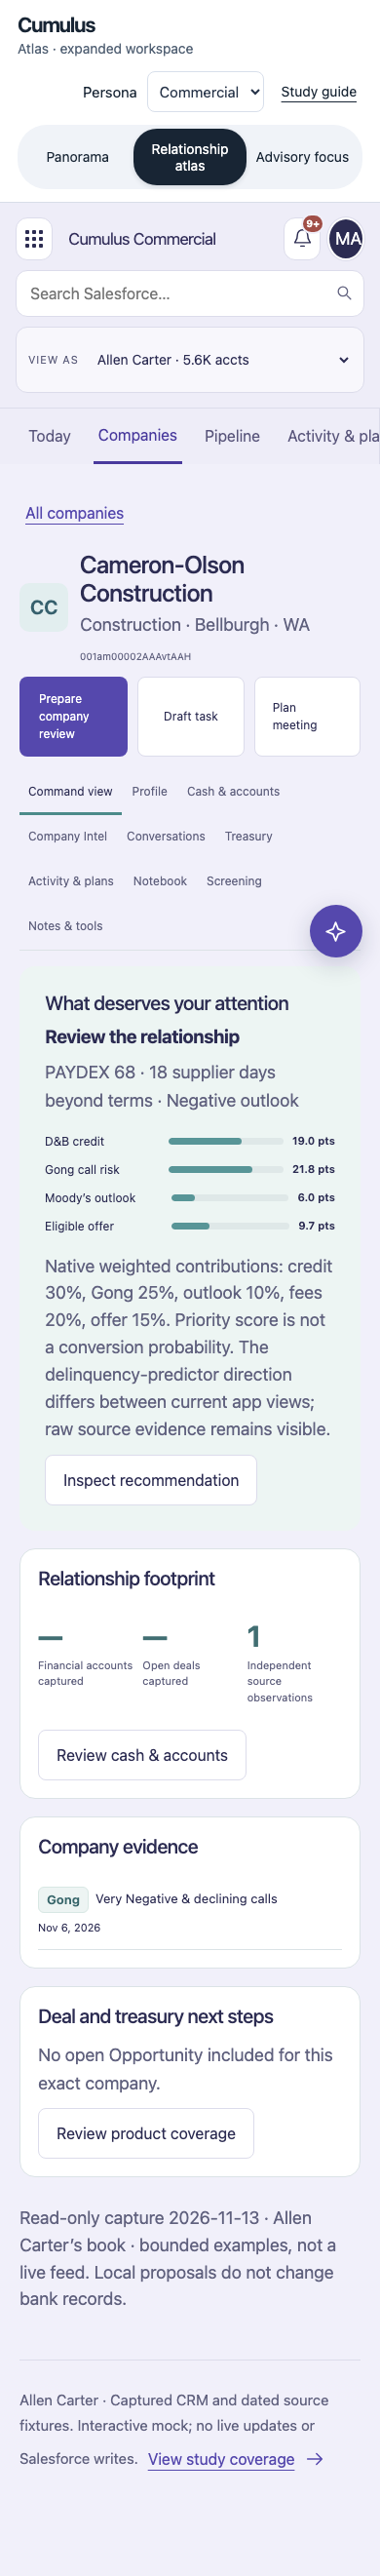 Cumulus
Atlas · expanded workspace
Persona
Commercial
Study guide
Panorama
Relationship
atlas
Advisory focus
Cumulus Commercial
9+
MA
Search Salesforce...
VIEW AS
Allen Carter · 5.6K accts
Today
Companies
Pipeline
Activity & pla
All companies
CC
Cameron-Olson
Construction
Construction · Bellburgh · WA
001am00002AAAvtAAH
Prepare
company
review
Draft task
Plan
meeting
Command view
Profile
Cash & accounts
Company Intel
Conversations
Treasury
Activity & plans
Notebook
Screening
Notes & tools
What deserves your attention
Review the relationship
PAYDEX 68 · 18 supplier days
beyond terms · Negative outlook
D&B credit 19.0 pts
Gong call risk 21.8 pts
Moody's outlook 6.0 pts
Eligible offer 9.7 pts
Native weighted contributions: credit
30%, Gong 25%, outlook 10%, fees
20%, offer 15%. Priority score is not
a conversion probability. The
delinquency-predictor direction
differs between current app views;
raw source evidence remains visible.
Inspect recommendation
Relationship footprint
—
Financial accounts
captured
—
Open deals
captured
1
Independent
source
observations
Review cash & accounts
Company evidence
Gong Very Negative & declining calls
Nov 6, 2026
Deal and treasury next steps
No open Opportunity included for this
exact company.
Review product coverage
Read-only capture 2026-11-13 · Allen
Carter's book · bounded examples, not a
live feed. Local proposals do not change
bank records.
Allen Carter · Captured CRM and dated source
fixtures. Interactive mock; no live updates or
Salesforce writes. View study coverage →